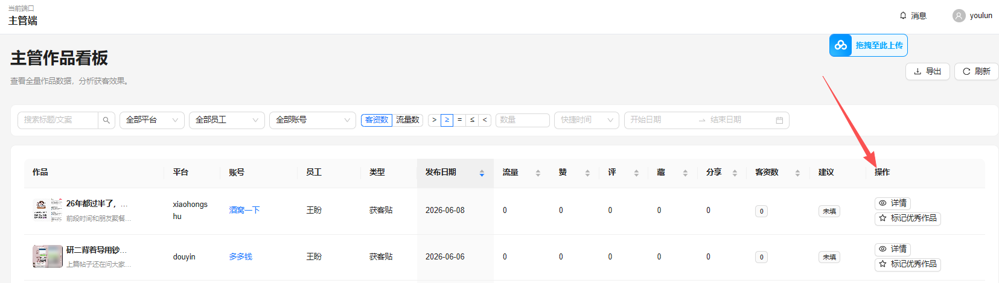 当前端口
主管端
消息
youlun
拖拽至此上传
主管作品看板
查看全量作品数据，分析获客效果。
导出
刷新
搜索标题/文案
全部平台
全部员工
全部账号
客资数
流量数
> ≥ = ≤ <
数量
快捷时间
开始日期
结束日期
作品 平台 账号 员工 类型 发布日期 流量 赞 评 藏 分享 客资数 建议 操作
26年都过半了，...
前段时间和朋友聚餐...
xiaohongs
hu
酒窝一下 王盼 获客贴 2026-06-08 0 0 0 0 0 0 未填
详情
标记优秀作品
研二背着导用钞...
上篇帖子还在问大家...
douyin 多多钱 王盼 获客贴 2026-06-06 0 0 0 0 0 0 未填
详情
标记优秀作品